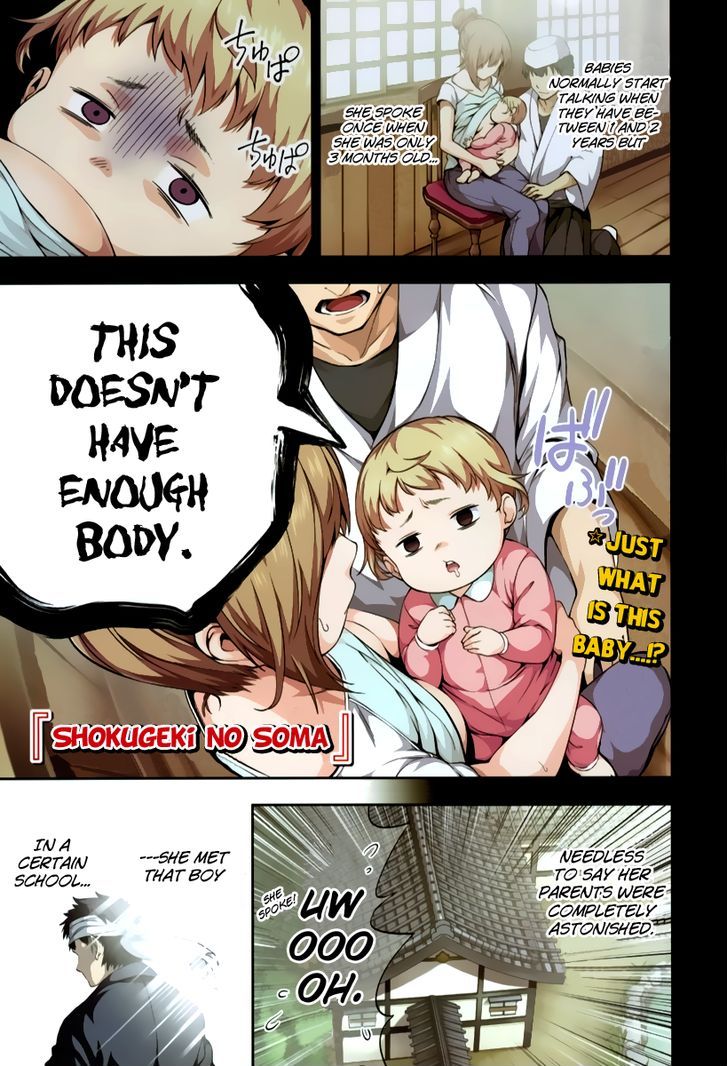 BABIES
NORMALLY START
TALKING WHEN
THEY HAVE BE-
TWEEN 1 AND 2
YEARS BUT
SHE SPOKE
ONCE WHEN
SHE WAS ONLY
3 MONTHS OLD...
ちゅぱ
ちゅぱ
THIS
DOESN'T
HAVE
ENOUGH
BODY.
ばふっ
☆JUST
WHAT
IS THIS
BABY...!?
『SHOKUGEKI NO SOMA』
NEEDLESS
TO SAY HER
PARENTS WERE
COMPLETELY
ASTONISHED.
SHE
SPOKE!
UW
OOO
OH.
---SHE MET
THAT BOY
IN A
CERTAIN
SCHOOL...